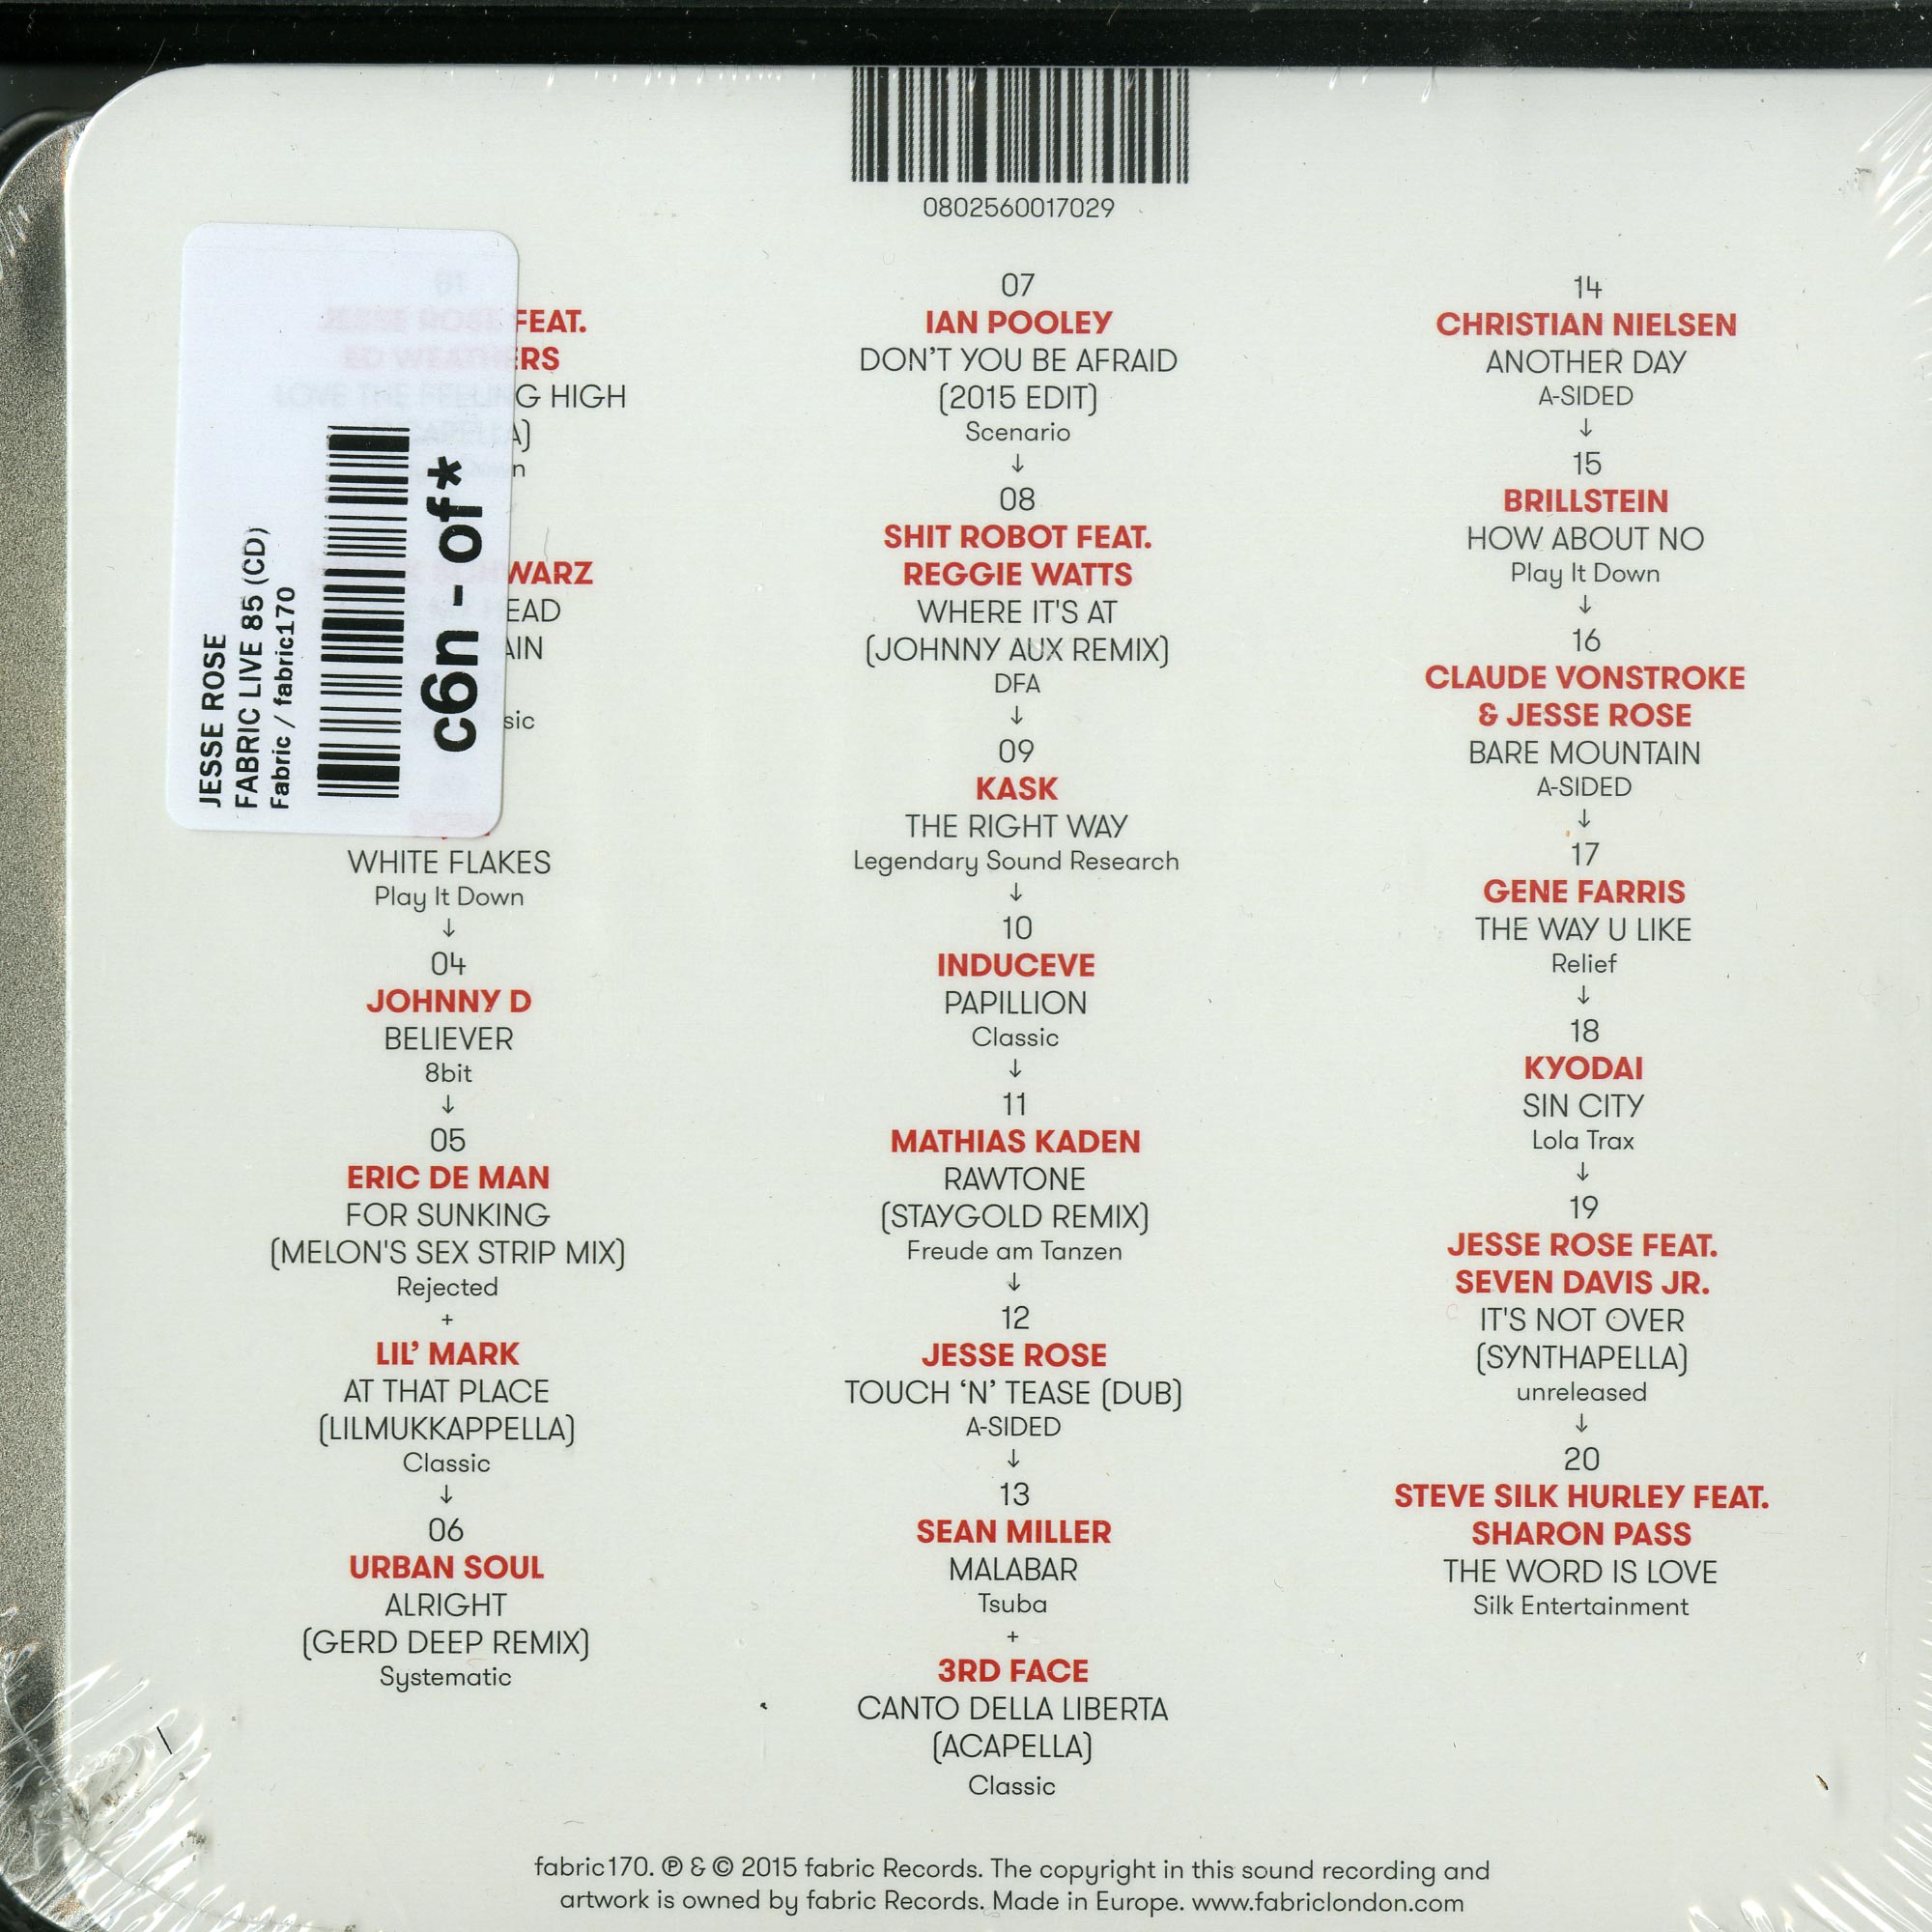 0802560017029
JESSE ROSE
FABRIC LIVE 85 (CD)
Fabric / fabric170
c6n - of*
01
JESSE ROSE FEAT.
ED WEATHERS
LOVE THE FEELING HIGH
n
WARZ
EAD
AIN
sic
WHITE FLAKES
Play It Down
↓
04
JOHNNY D
BELIEVER
8bit
↓
05
ERIC DE MAN
FOR SUNKING
(MELON'S SEX STRIP MIX)
Rejected
+
LIL’ MARK
AT THAT PLACE
(LILMUKKAPPELLA)
Classic
↓
06
URBAN SOUL
ALRIGHT
(GERD DEEP REMIX)
Systematic
07
IAN POOLEY
DON’T YOU BE AFRAID
(2015 EDIT)
Scenario
↓
08
SHIT ROBOT FEAT.
REGGIE WATTS
WHERE IT'S AT
(JOHNNY AUX REMIX)
DFA
↓
09
KASK
THE RIGHT WAY
Legendary Sound Research
↓
10
INDUCEVE
PAPILLION
Classic
↓
11
MATHIAS KADEN
RAWTONE
(STAYGOLD REMIX)
Freude am Tanzen
↓
12
JESSE ROSE
TOUCH ‘N’ TEASE (DUB)
A-SIDED
↓
13
SEAN MILLER
MALABAR
Tsuba
+
3RD FACE
CANTO DELLA LIBERTA
(ACAPELLA)
Classic
14
CHRISTIAN NIELSEN
ANOTHER DAY
A-SIDED
↓
15
BRILLSTEIN
HOW ABOUT NO
Play It Down
↓
16
CLAUDE VONSTROKE
& JESSE ROSE
BARE MOUNTAIN
A-SIDED
↓
17
GENE FARRIS
THE WAY U LIKE
Relief
↓
18
KYODAI
SIN CITY
Lola Trax
↓
19
JESSE ROSE FEAT.
SEVEN DAVIS JR.
IT'S NOT OVER
(SYNTHAPELLA)
unreleased
↓
20
STEVE SILK HURLEY FEAT.
SHARON PASS
THE WORD IS LOVE
Silk Entertainment
fabric170. ℗ & © 2015 fabric Records. The copyright in this sound recording and
artwork is owned by fabric Records. Made in Europe. www.fabriclondon.com